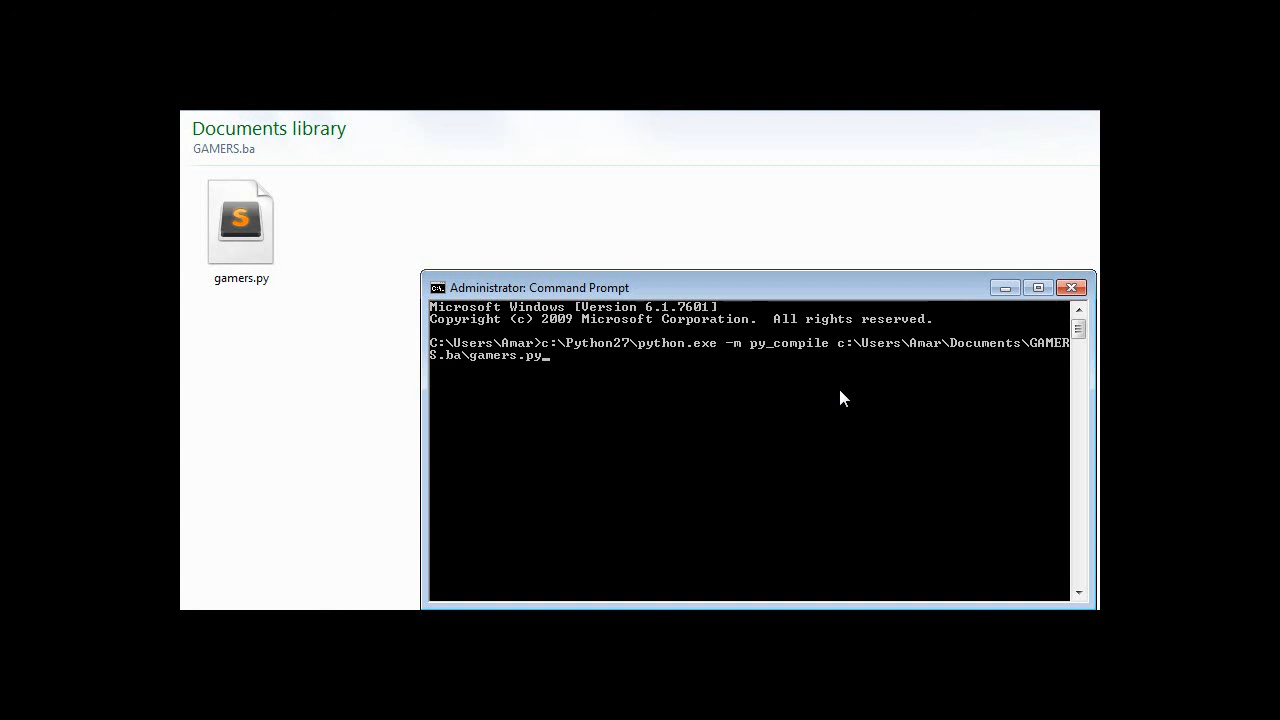 Documents library
GAMERS.ba
S
gamers.py
C:\.
Administrator: Command Prompt
Microsoft Windows [Version 6.1.7601]
Copyright (c) 2009 Microsoft Corporation.  All rights reserved.
C:\Users\Amar>c:\Python27\python.exe -m py_compile c:\Users\Amar\Documents\GAMER
S.ba\gamers.py_